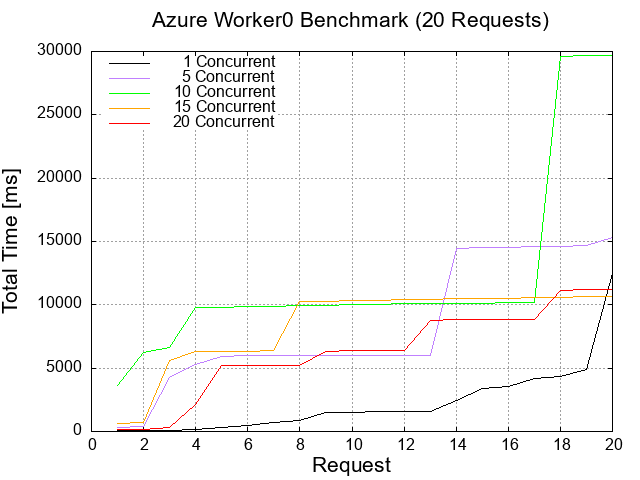 Azure Worker0 Benchmark (20 Requests)
30000
25000
20000
15000
10000
5000
0
1 Concurrent
5 Concurrent
10 Concurrent
15 Concurrent
20 Concurrent
Total Time [ms]
0 2 4 6 8 10 12 14 16 18 20
Request